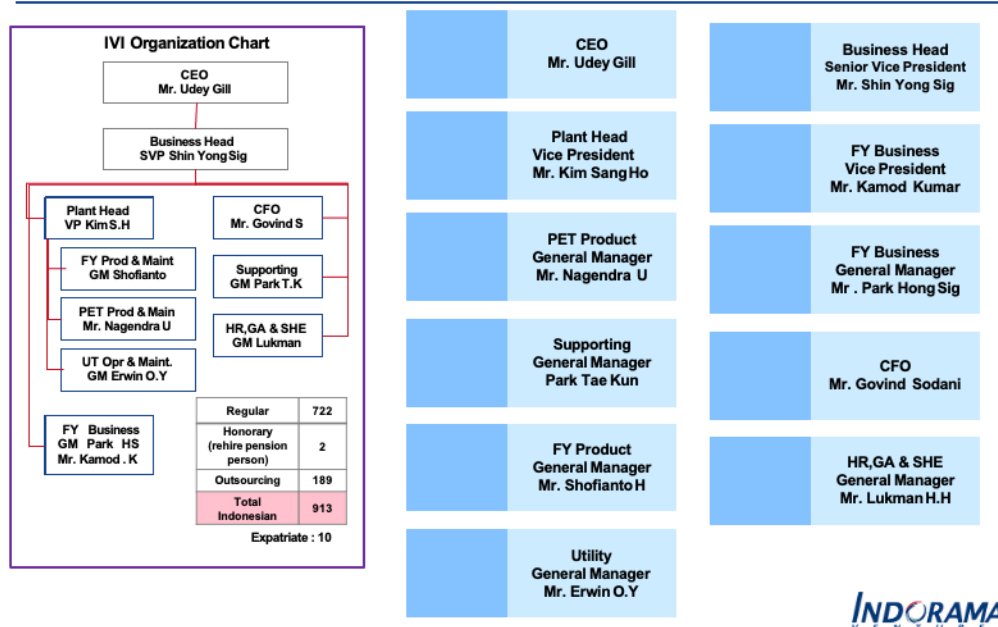 IVI Organization Chart
CEO
Mr. Udey Gill
Business Head
SVP Shin Yong Sig
Plant Head
VP Kim S.H
CFO
Mr. Govind S
FY Prod & Maint
GM Shofianto
Supporting
GM Park T.K
PET Prod & Main
Mr. Nagendra U
HR,GA & SHE
GM Lukman
UT Opr & Maint.
GM Erwin O.Y
FY Business
GM Park HS
Mr. Kamod . K
Regular 722
Honorary
(rehire pension
person) 2
Outsourcing 189
Total
Indonesian 913
Expatriate : 10
CEO
Mr. Udey Gill
Plant Head
Vice President
Mr. Kim Sang Ho
PET Product
General Manager
Mr. Nagendra U
Supporting
General Manager
Park Tae Kun
FY Product
General Manager
Mr. Shofianto H
Utility
General Manager
Mr. Erwin O.Y
Business Head
Senior Vice President
Mr. Shin Yong Sig
FY Business
Vice President
Mr. Kamod Kumar
FY Business
General Manager
Mr . Park Hong Sig
CFO
Mr. Govind Sodani
HR,GA & SHE
General Manager
Mr. Lukman H.H
INDORAMA